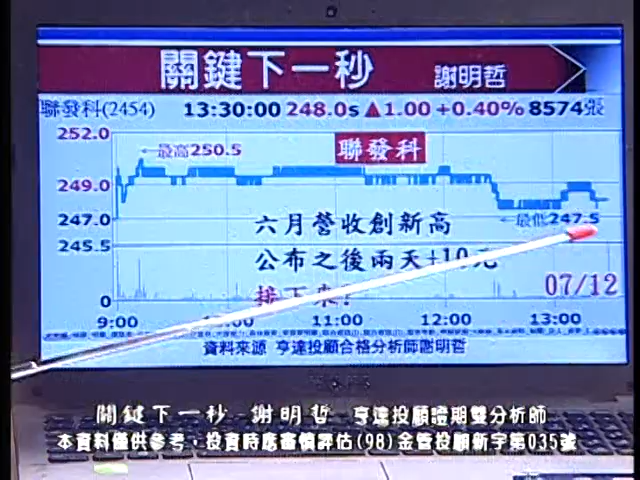 關鍵下一秒 謝明哲
聯發科(2454) 13:30:00 248.0s ▲1.00 +0.40% 8574張
252.0
最高250.5
聯發科
249.0
247.0
最低247.5
六月營收創新高
245.5
公布之後兩天+10元
07/12
接下來?
0
9:00 11:00 12:00 13:00
資料來源 亨達投顧合格分析師謝明哲
關鍵下一秒-謝明哲 亨達投顧證期雙分析師
本資料僅供參考,投資時應審慎評估(98)金管投顧新字第035號